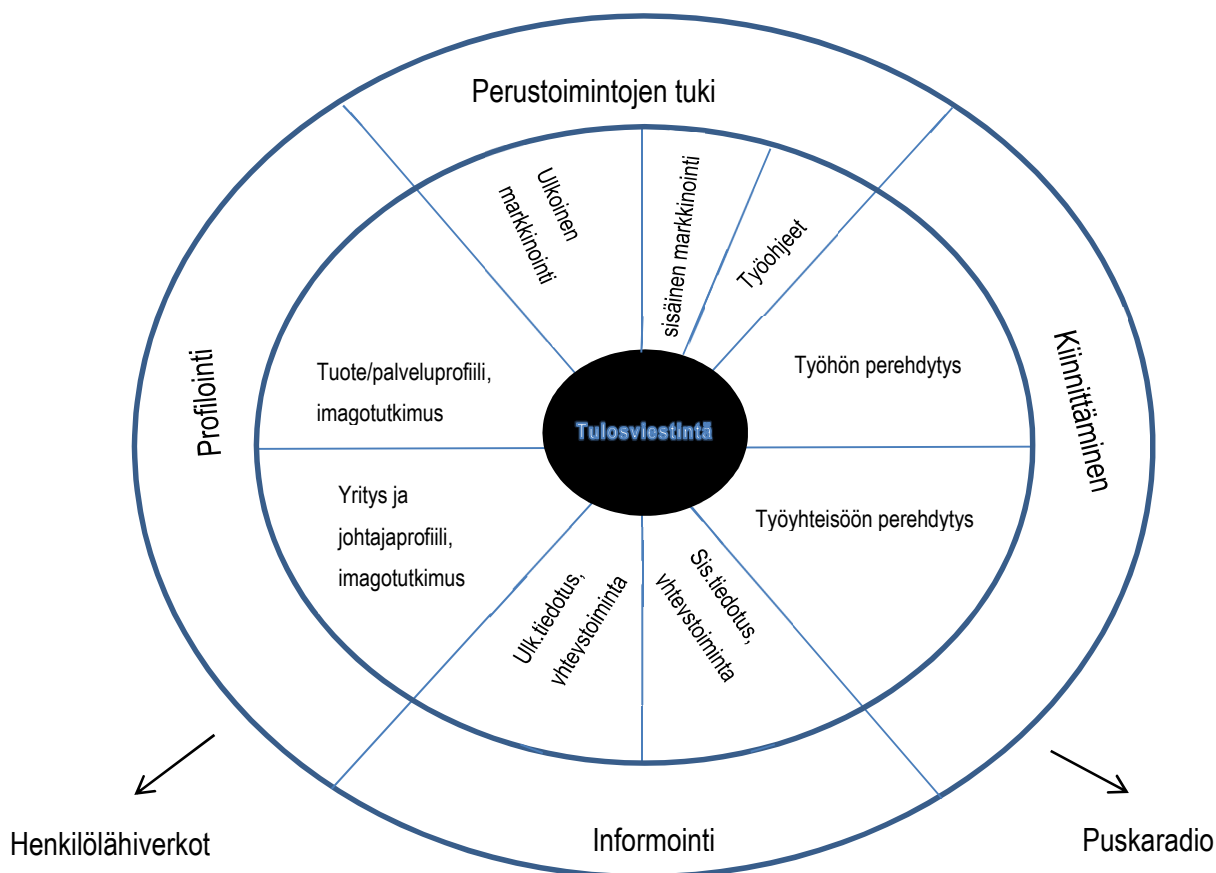 Perustoimintojen tuki
Ulkoinen
markkinointi
sisäinen markkinointi
Työohjeet
Profilointi
Kiinnittäminen
Tuote/palveluprofiili,
imagotutkimus
Työhön perehdytys
Tulosviestintä
Yritys ja
johtajaprofiili,
imagotutkimus
Työyhteisöön perehdytys
Ulk.tiedotus,
yhteystoiminta
Sis.tiedotus,
yhteystoiminta
Henkilölähiverkot
Informointi
Puskaradio